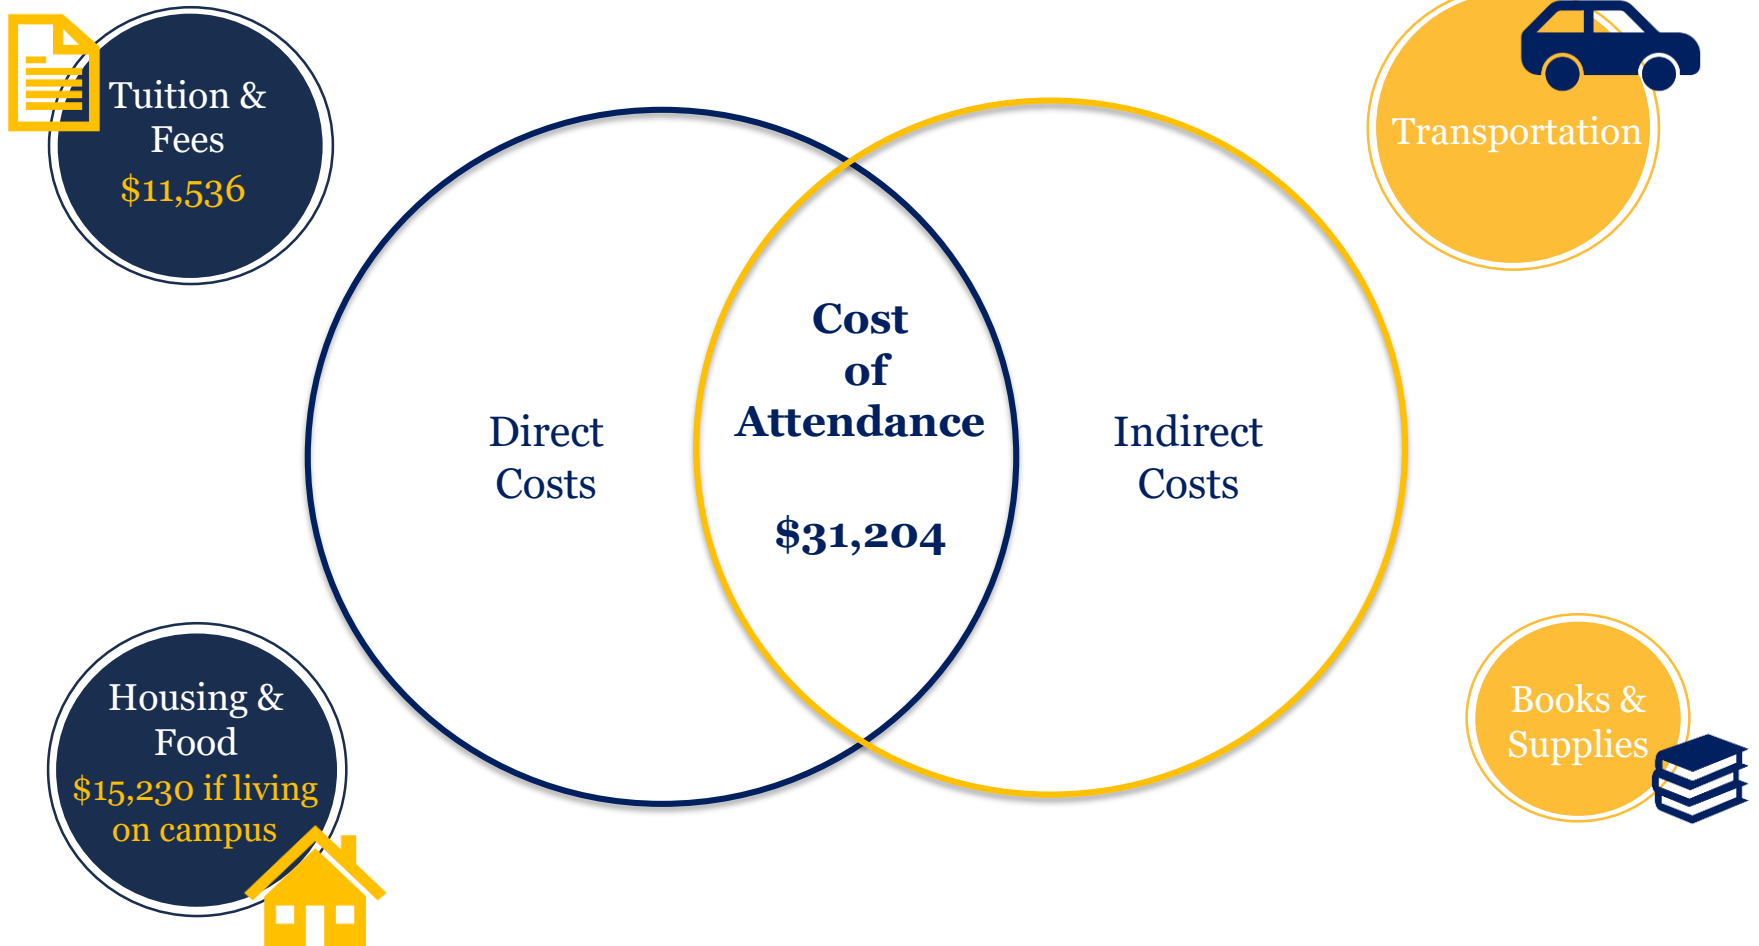 Tuition &
Fees
$11,536
Transportation
Cost
of
Attendance
$31,204
Direct
Costs
Indirect
Costs
Housing &
Food
$15,230 if living
on campus
Books &
Supplies